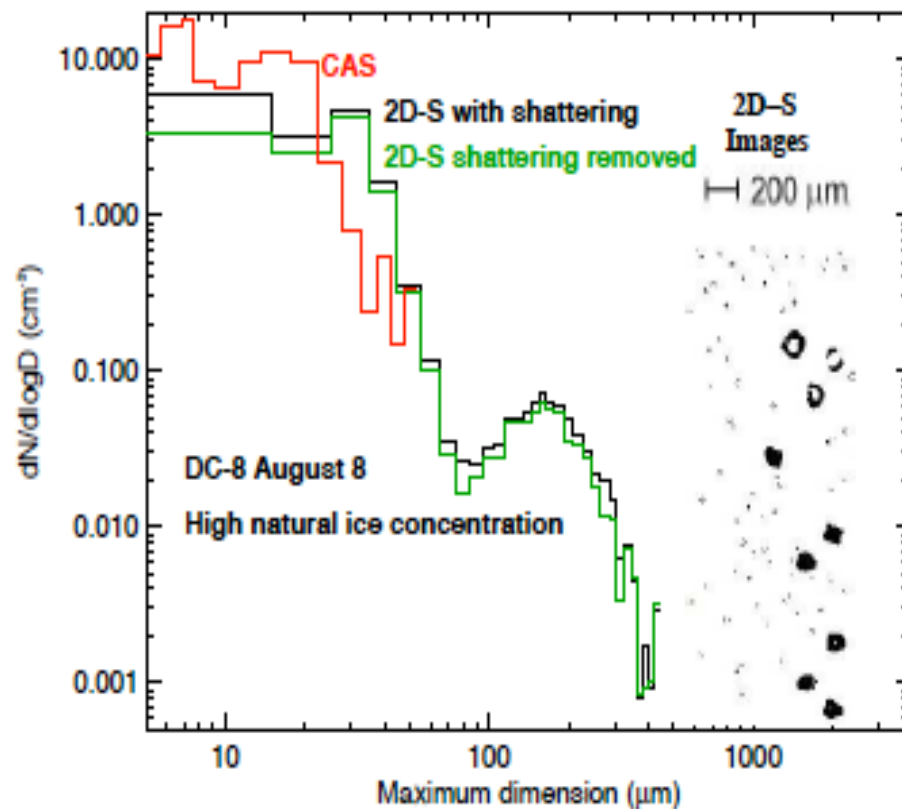 10.000
1.000
0.100
0.010
0.001
dN/dlogD (cm⁻³)
CAS
2D-S with shattering
2D-S shattering removed
2D–S
Images
200 μm
DC-8 August 8
High natural ice concentration
10
100
1000
Maximum dimension (μm)